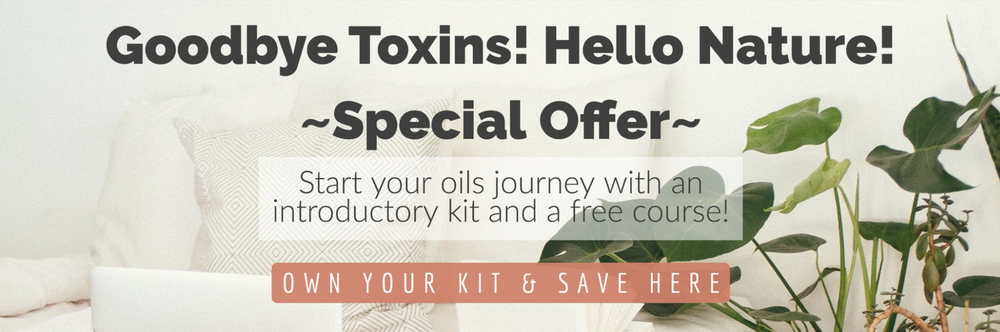 Goodbye Toxins! Hello Nature!
~Special Offer~
Start your oils journey with an
introductory kit and a free course!
OWN YOUR KIT & SAVE HERE